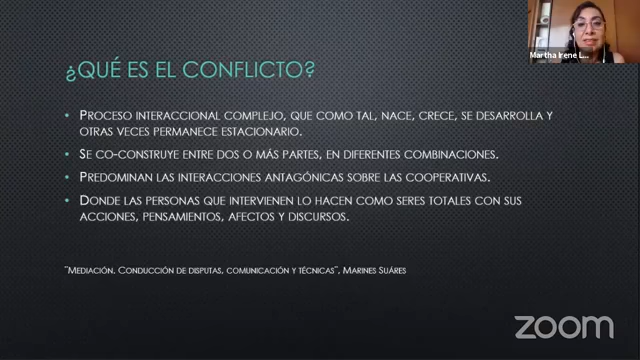 ¿QUÉ ES EL CONFLICTO?
Martha Irene L...
• PROCESO INTERACCIONAL COMPLEJO, QUE COMO TAL, NACE, CRECE, SE DESARROLLA Y
OTRAS VECES PERMANECE ESTACIONARIO.
• SE CO-CONSTRUYE ENTRE DOS O MÁS PARTES, EN DIFERENTES COMBINACIONES.
• PREDOMINAN LAS INTERACCIONES ANTAGÓNICAS SOBRE LAS COOPERATIVAS.
• DONDE LAS PERSONAS QUE INTERVIENEN LO HACEN COMO SERES TOTALES CON SUS
ACCIONES, PENSAMIENTOS, AFECTOS Y DISCURSOS.
"MEDIACIÓN, CONDUCCIÓN DE DISPUTAS, COMUNICACIÓN Y TÉCNICAS", MARINES SUÁRES
zoom